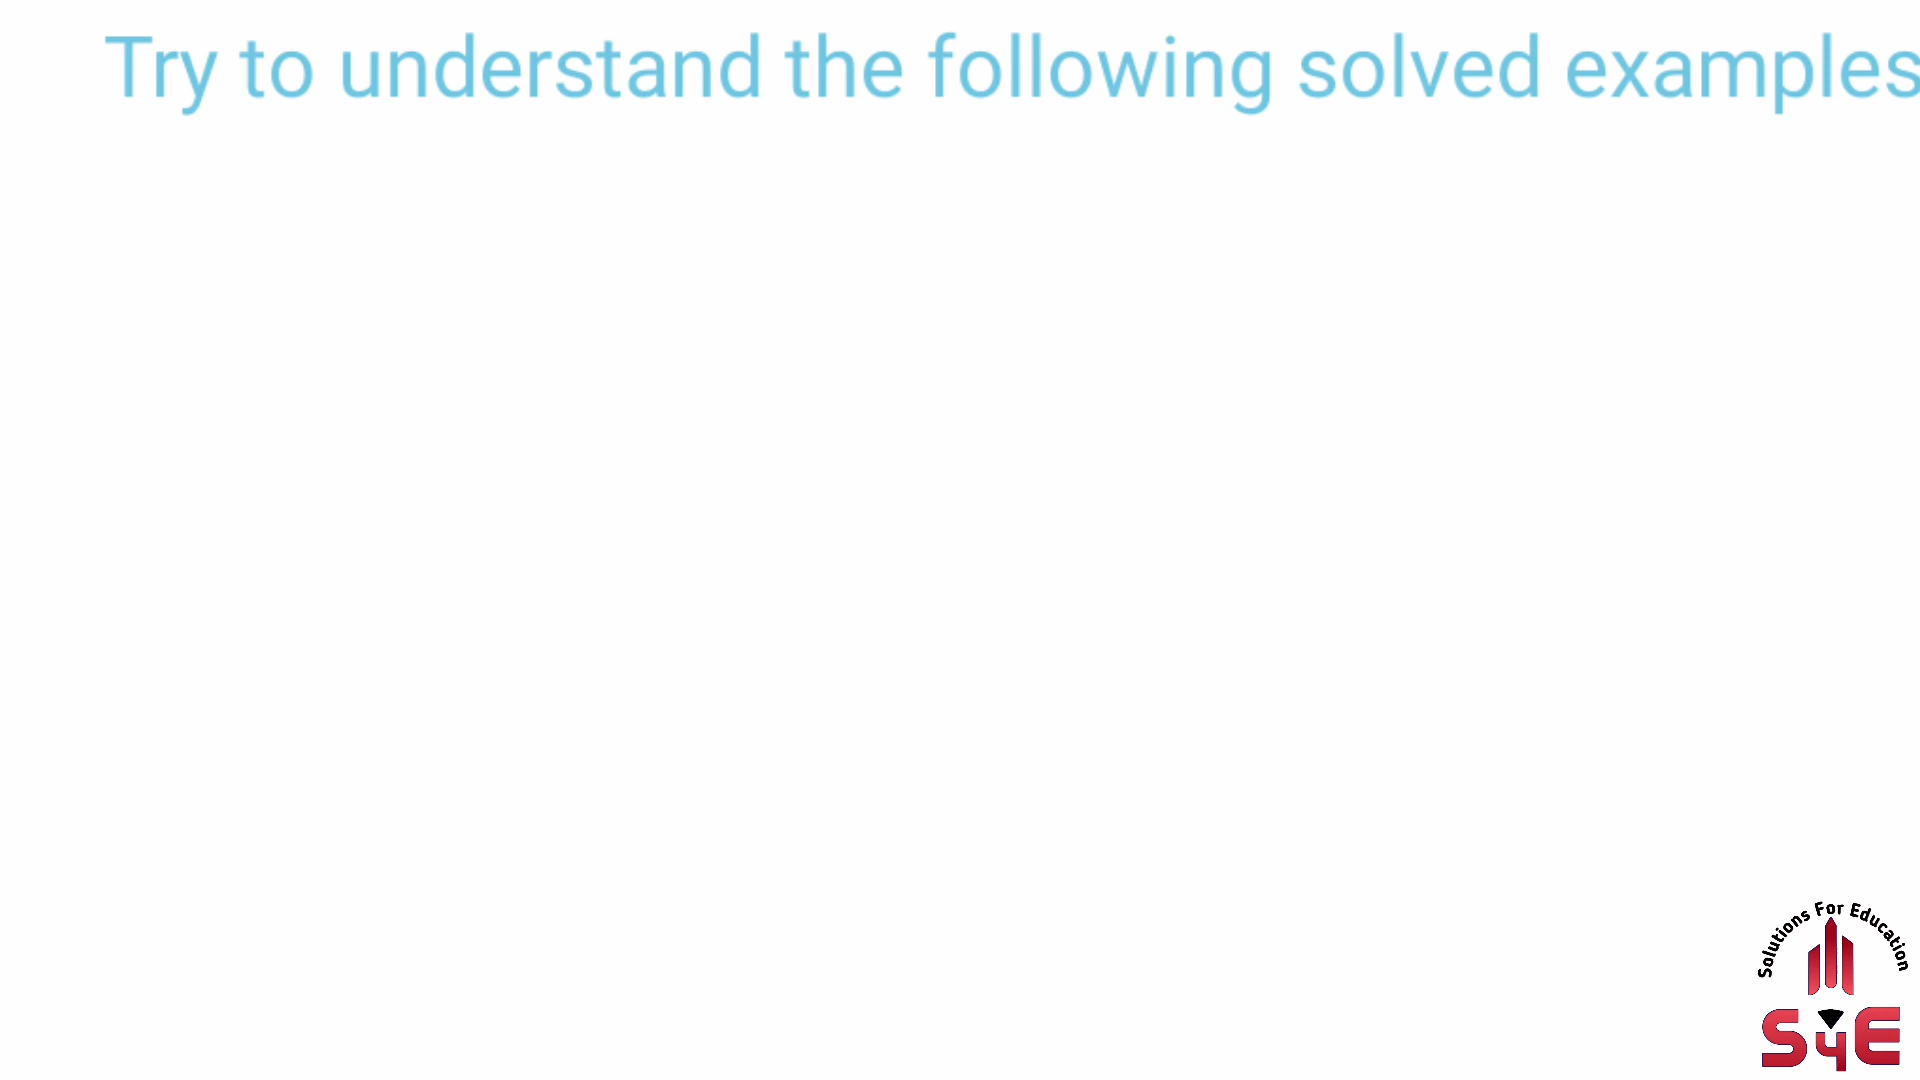 Try to understand the following solved examples
Solutions For Education
S4E